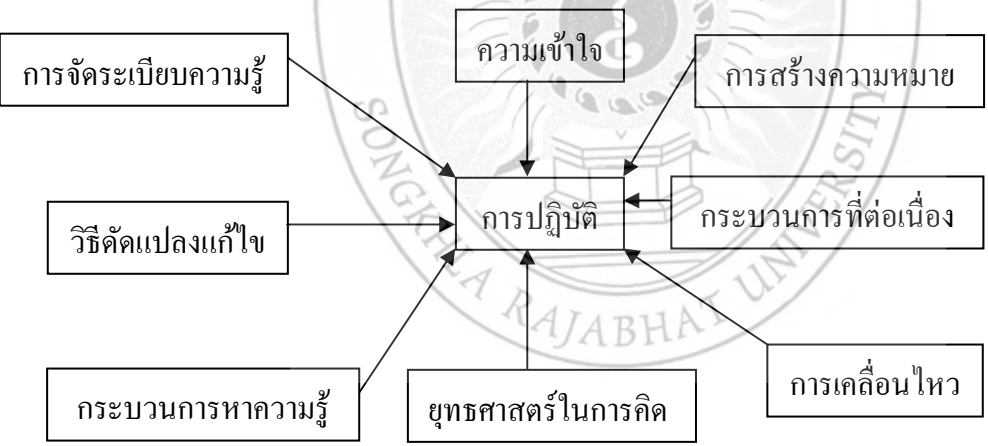 ความเข้าใจ
การจัดระเบียบความรู้
การสร้างความหมาย
การปฏิบัติ
กระบวนการที่ต่อเนื่อง
วิธีดัดแปลงแก้ไข
การเคลื่อนไหว
กระบวนการหาความรู้
ยุทธศาสตร์ในการคิด
SONGKHLA RAJABHAT UNIVERSITY